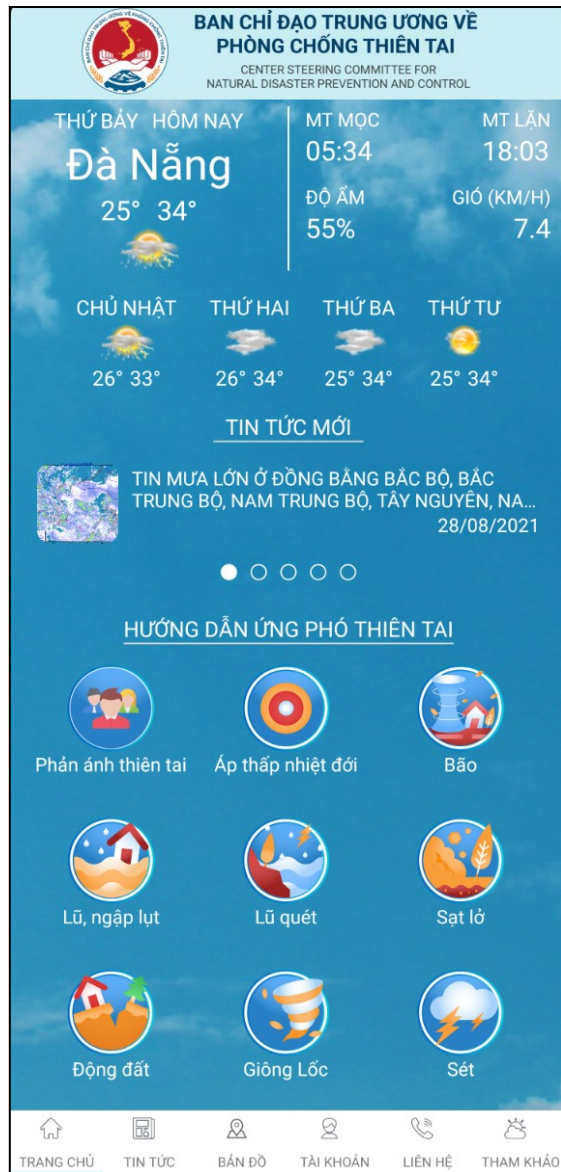 BAN CHỈ ĐẠO TRUNG ƯƠNG VỀ
PHÒNG CHỐNG THIÊN TAI
CENTER STEERING COMMITTEE FOR
NATURAL DISASTER PREVENTION AND CONTROL
THỨ BẢY HÔM NAY
Đà Nẵng
25° 34°
MT MỌC MT LẶN
05:34 18:03
ĐỘ ẨM GIÓ (KM/H)
55% 7.4
CHỦ NHẬT THỨ HAI THỨ BA THỨ TƯ
26° 33° 26° 34° 25° 34° 25° 34°
TIN TỨC MỚI
TIN MƯA LỚN Ở ĐỒNG BẰNG BẮC BỘ, BẮC
TRUNG BỘ, NAM TRUNG BỘ, TÂY NGUYÊN, NA...
28/08/2021
HƯỚNG DẪN ỨNG PHÓ THIÊN TAI
Phản ánh thiên tai Áp thấp nhiệt đới Bão
Lũ, ngập lụt Lũ quét Sạt lở
Động đất Giông Lốc Sét
TRANG CHỦ TIN TỨC BẢN ĐỒ TÀI KHOẢN LIÊN HỆ THAM KHẢO